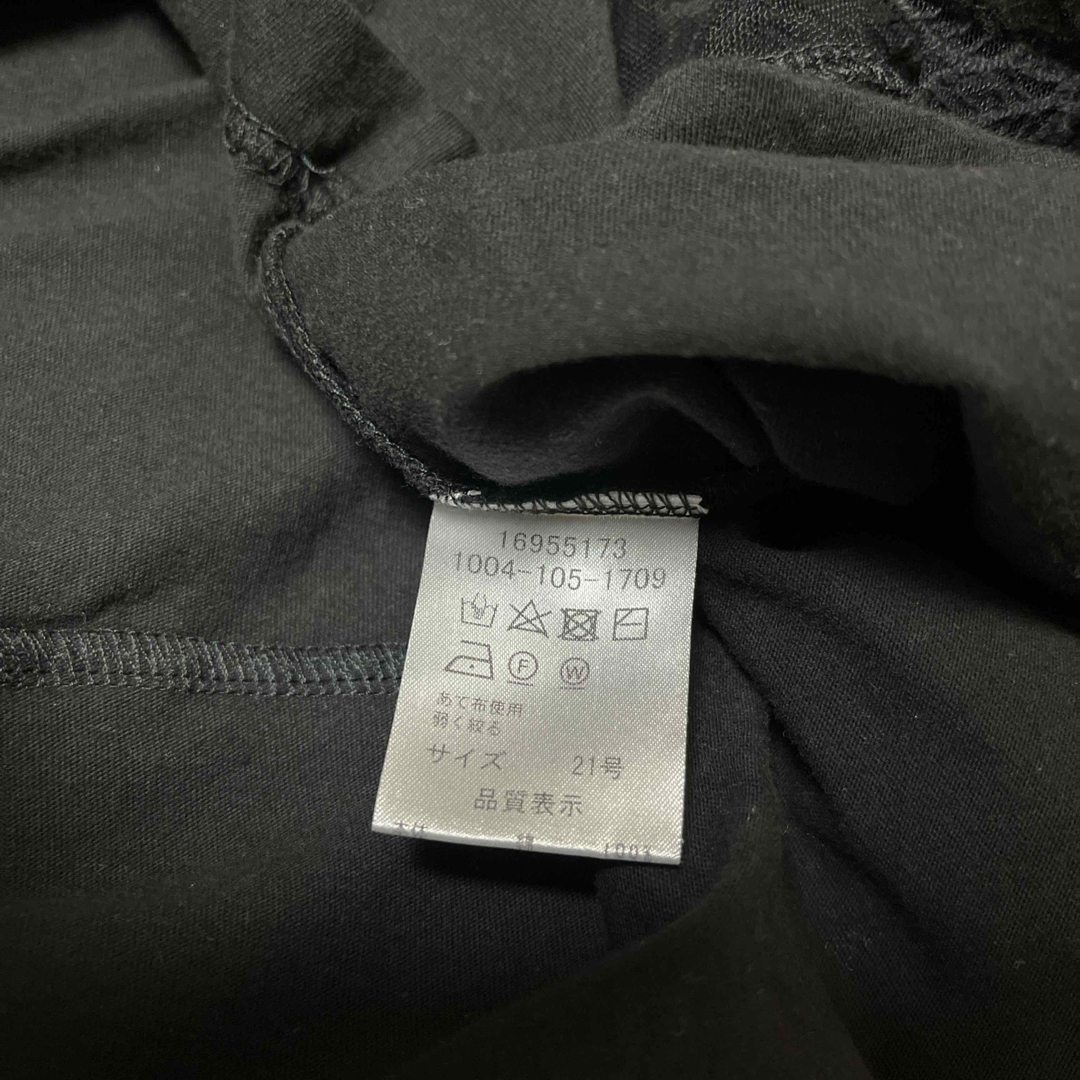 16955173
1004-105-1709
F W
あて布使用
弱く絞る
サイズ 21号
品質表示